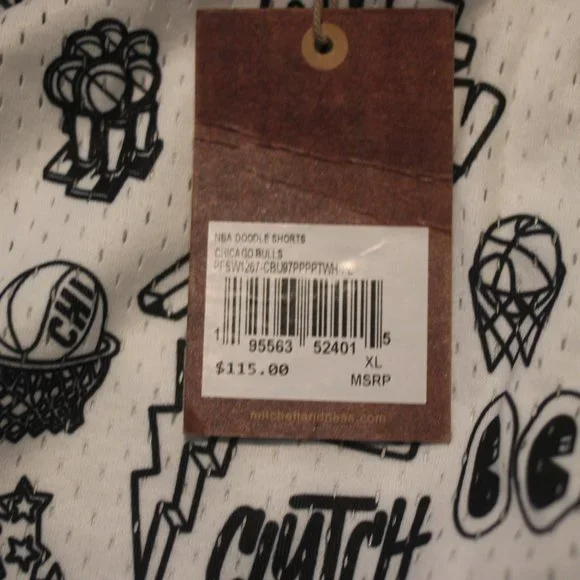 NBA DOODLE SHORTS
CHICAGO BULLS
1 95563 52401 5
$115.00 XL
MSRP
mitchellandness.com
CHI
CLUTCH